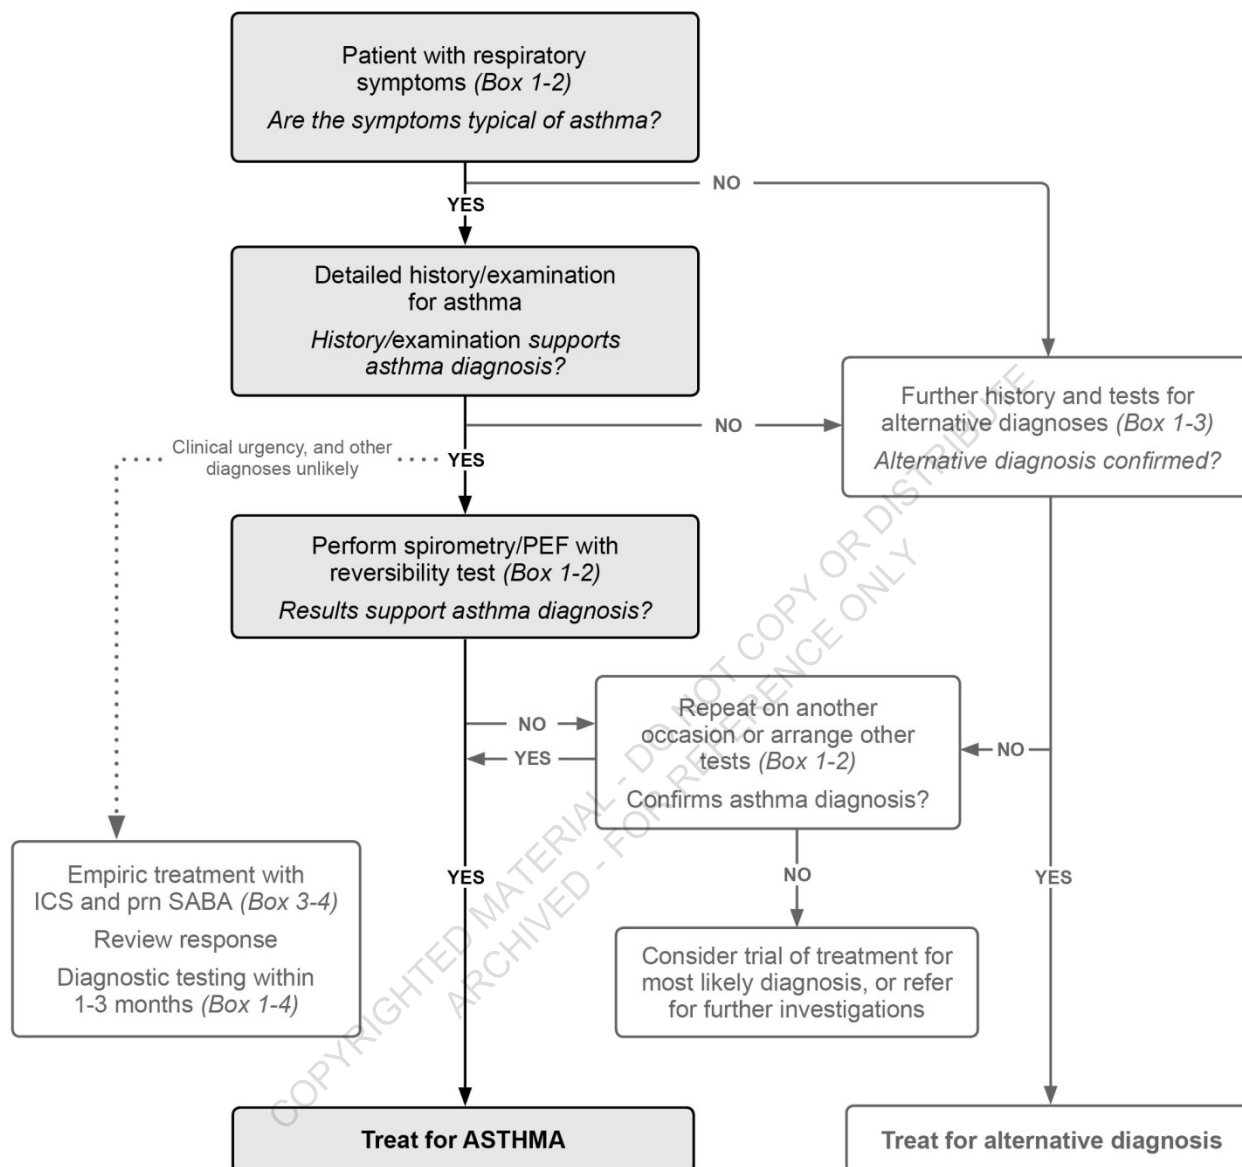 Patient with respiratory
symptoms (Box 1-2)
Are the symptoms typical of asthma?
NO
YES
Detailed history/examination
for asthma
History/examination supports
asthma diagnosis?
Further history and tests for
alternative diagnoses (Box 1-3)
Alternative diagnosis confirmed?
NO
Clinical urgency, and other
diagnoses unlikely
YES
Perform spirometry/PEF with
reversibility test (Box 1-2)
Results support asthma diagnosis?
Repeat on another
occasion or arrange other
tests (Box 1-2)
Confirms asthma diagnosis?
NO
YES
NO
Empiric treatment with
ICS and prn SABA (Box 3-4)
Review response
Diagnostic testing within
1-3 months (Box 1-4)
YES
NO
YES
Consider trial of treatment for
most likely diagnosis, or refer
for further investigations
Treat for ASTHMA
Treat for alternative diagnosis
COPYRIGHTED MATERIAL - DO NOT COPY OR DISTRIBUTE
ARCHIVED - FOR REFERENCE ONLY